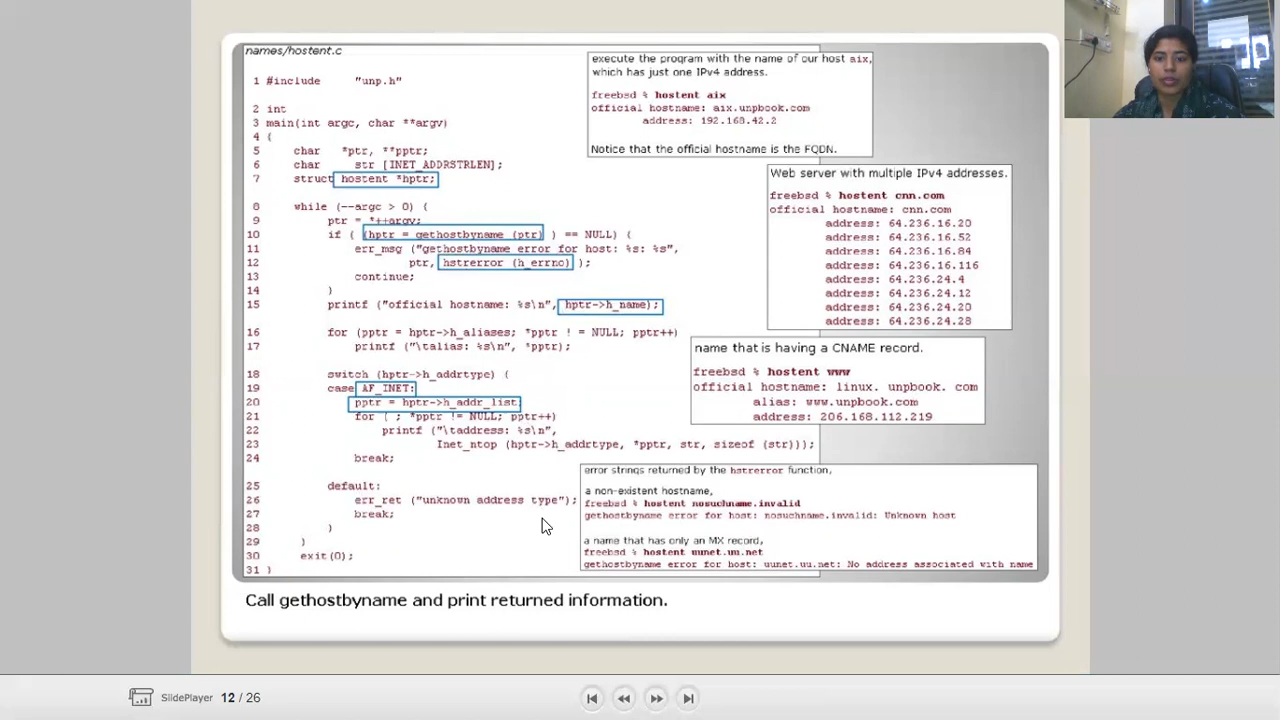 names/hostent.c
1 #include "unp.h"
2 int
3 main(int argc, char **argv)
4 {
5 char *ptr, **pptr;
6 char str [INET_ADDRSTRLEN];
7 struct hostent *hptr;
8 while (--argc > 0) {
9 ptr = *++argv;
10 if ( (hptr = gethostbyname (ptr) ) == NULL) {
11 err_msg ("gethostbyname error for host: %s: %s",
12 ptr, hstrerror (h_errno) );
13 continue;
14 }
15 printf ("official hostname: %s\n", hptr->h_name);
16 for (pptr = hptr->h_aliases; *pptr ! = NULL; pptr++)
17 printf ("\talias: %s\n", *pptr);
18 switch (hptr->h_addrtype) {
19 case AF_INET:
20 pptr = hptr->h_addr_list;
21 for ( ; *pptr != NULL; pptr++)
22 printf ("\taddress: %s\n",
23 Inet_ntop (hptr->h_addrtype, *pptr, str, sizeof (str)));
24 break;
25 default:
26 err_ret ("unknown address type");
27 break;
28 }
29 }
30 exit(0);
31 }
execute the program with the name of our host aix,
which has just one IPv4 address.
freebsd % hostent aix
official hostname: aix.unpbook.com
address: 192.168.42.2
Notice that the official hostname is the FQDN.
Web server with multiple IPv4 addresses.
freebsd % hostent cnn.com
official hostname: cnn.com
address: 64.236.16.20
address: 64.236.16.52
address: 64.236.16.84
address: 64.236.16.116
address: 64.236.24.4
address: 64.236.24.12
address: 64.236.24.20
address: 64.236.24.28
name that is having a CNAME record.
freebsd % hostent www
official hostname: linux. unpbook. com
alias: www.unpbook.com
address: 206.168.112.219
error strings returned by the hstrerror function,
a non-existent hostname,
freebsd % hostent nosuchname.invalid
gethostbyname error for host: nosuchname.invalid: Unknown host
a name that has only an MX record,
freebsd % hostent uunet.uu.net
gethostbyname error for host: uunet.uu.net: No address associated with name
Call gethostbyname and print returned information.
SlidePlayer 12 / 26